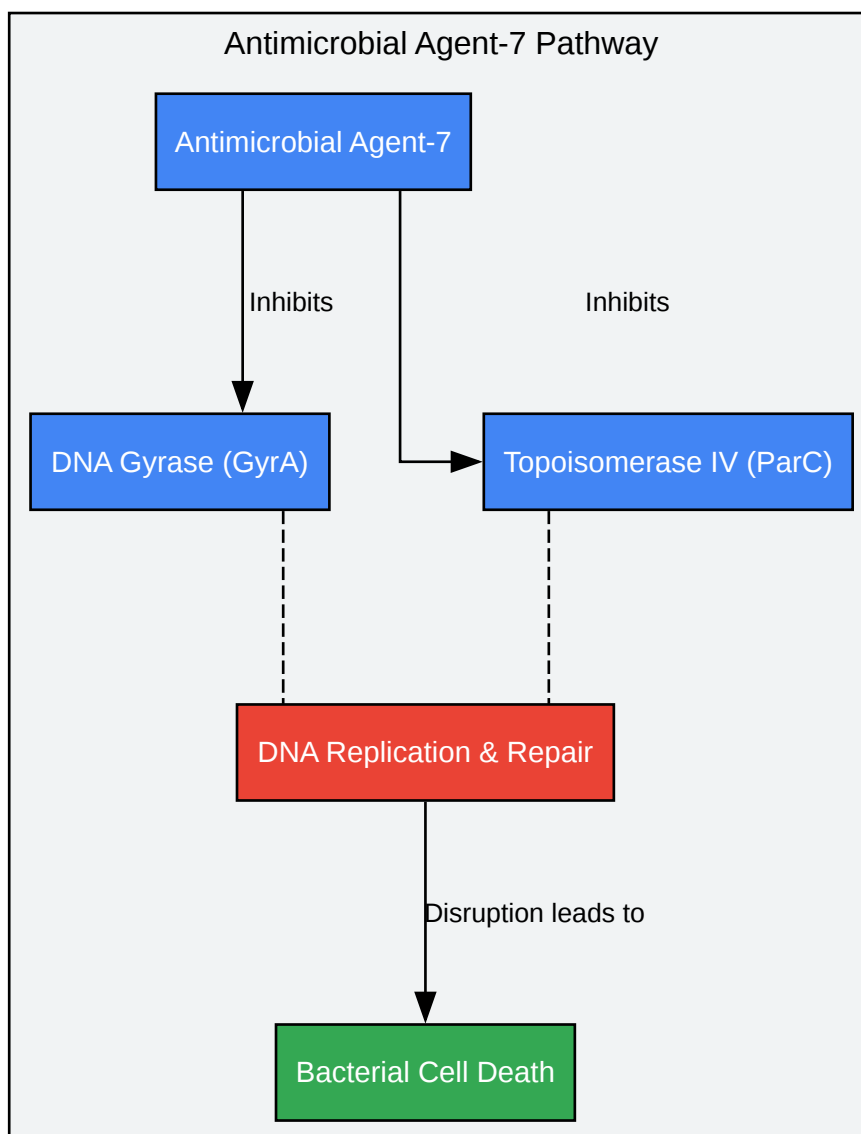 Antimicrobial Agent-7 Pathway
Antimicrobial Agent-7
Inhibits
Inhibits
DNA Gyrase (GyrA)
Topoisomerase IV (ParC)
DNA Replication & Repair
Disruption leads to
Bacterial Cell Death